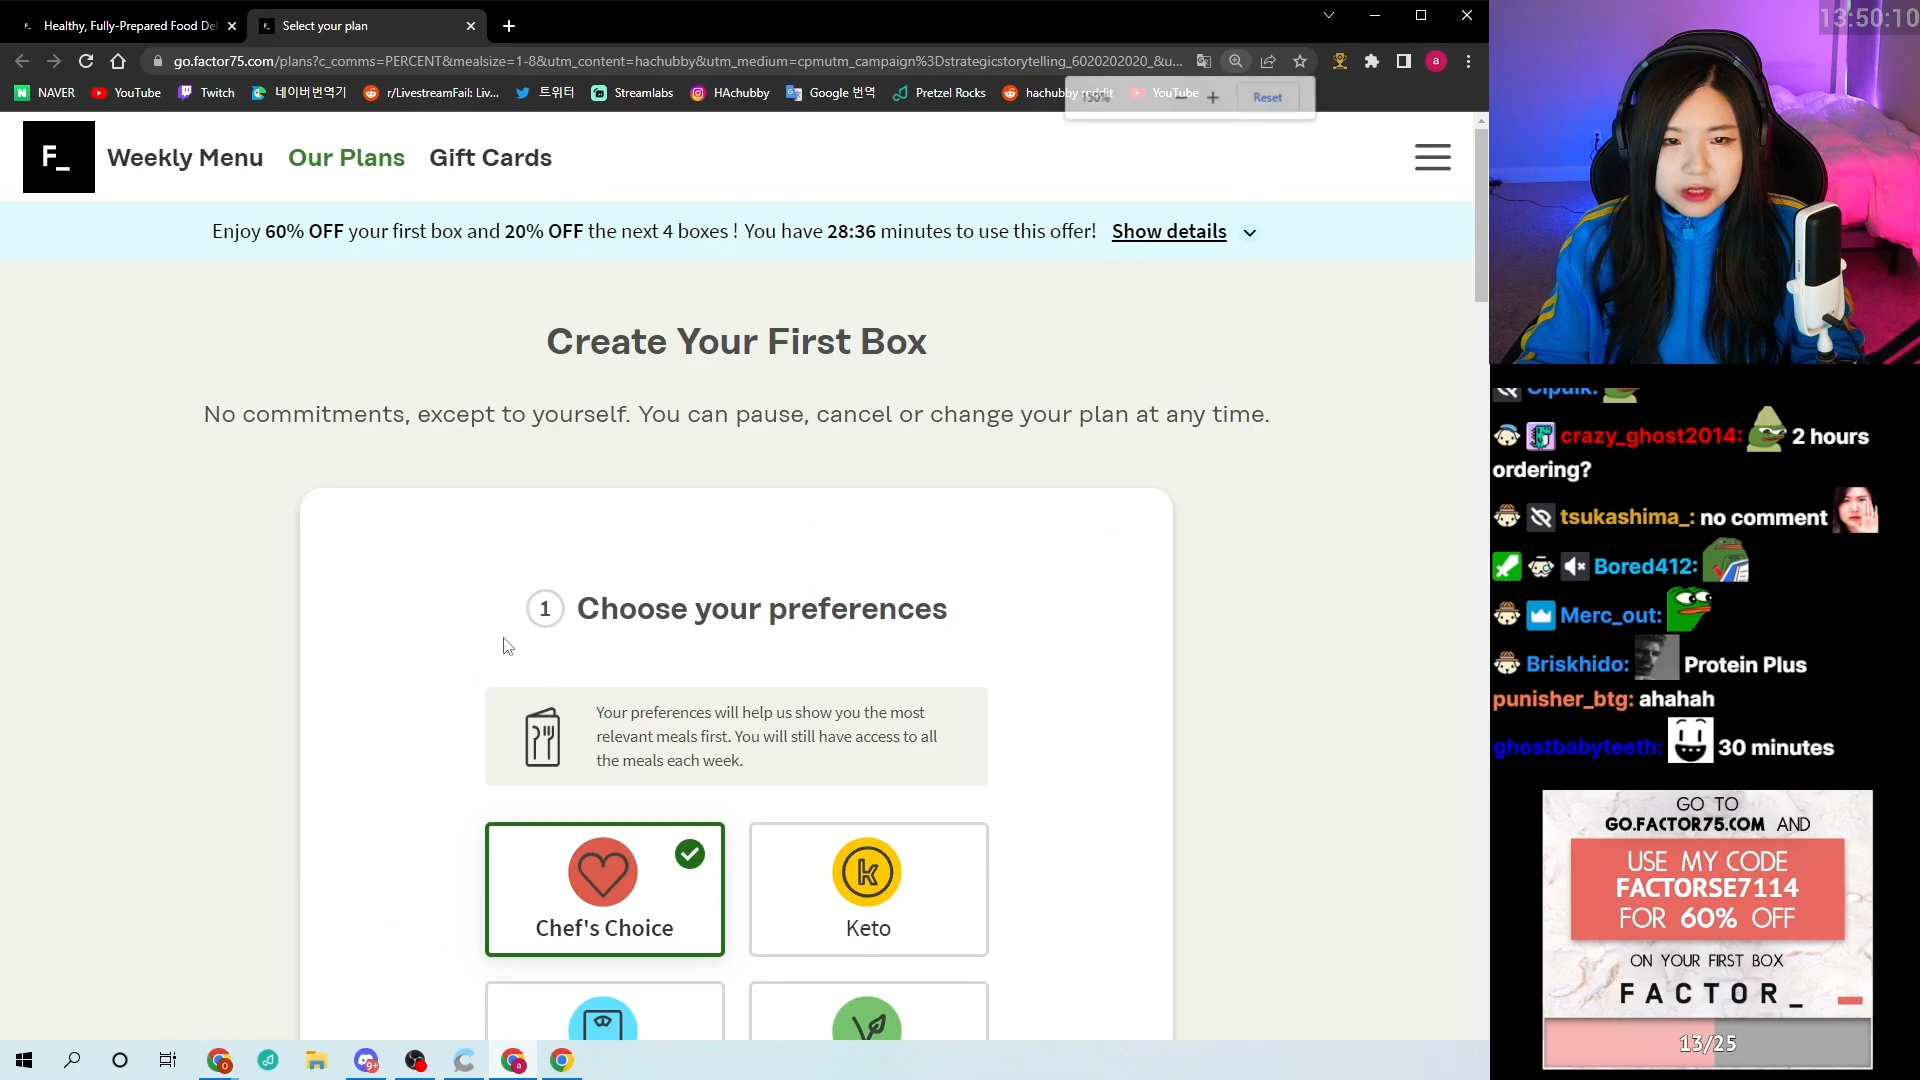 Healthy, Fully-Prepared Food Del
Select your plan
13:50:10
go.factor75.com/plans?c_comms=PERCENT&mealsize=1-8&utm_content=hachubby&utm_medium=cpmutm_campaign%3Dstrategicstorytelling_6020202020_&u...
NAVER
YouTube
Twitch
네이버번역기
r/LivestreamFail: Liv...
트위터
Streamlabs
HAchubby
Google 번역
Pretzel Rocks
hachubby reddit
YouTube
150%
Reset
F_
Weekly Menu
Our Plans
Gift Cards
Enjoy 60% OFF your first box and 20% OFF the next 4 boxes ! You have 28:36 minutes to use this offer! Show details
Create Your First Box
No commitments, except to yourself. You can pause, cancel or change your plan at any time.
1 Choose your preferences
Your preferences will help us show you the most
relevant meals first. You will still have access to all
the meals each week.
Chef's Choice
Keto
crazy_ghost2014: 2 hours
ordering?
tsukashima_: no comment
Bored412:
Merc_out:
Briskhido: Protein Plus
punisher_btg: ahahah
ghostbabyteeth: 30 minutes
GO TO
GO.FACTOR75.COM AND
USE MY CODE
FACTORSE7114
FOR 60% OFF
ON YOUR FIRST BOX
FACTOR_
13/25